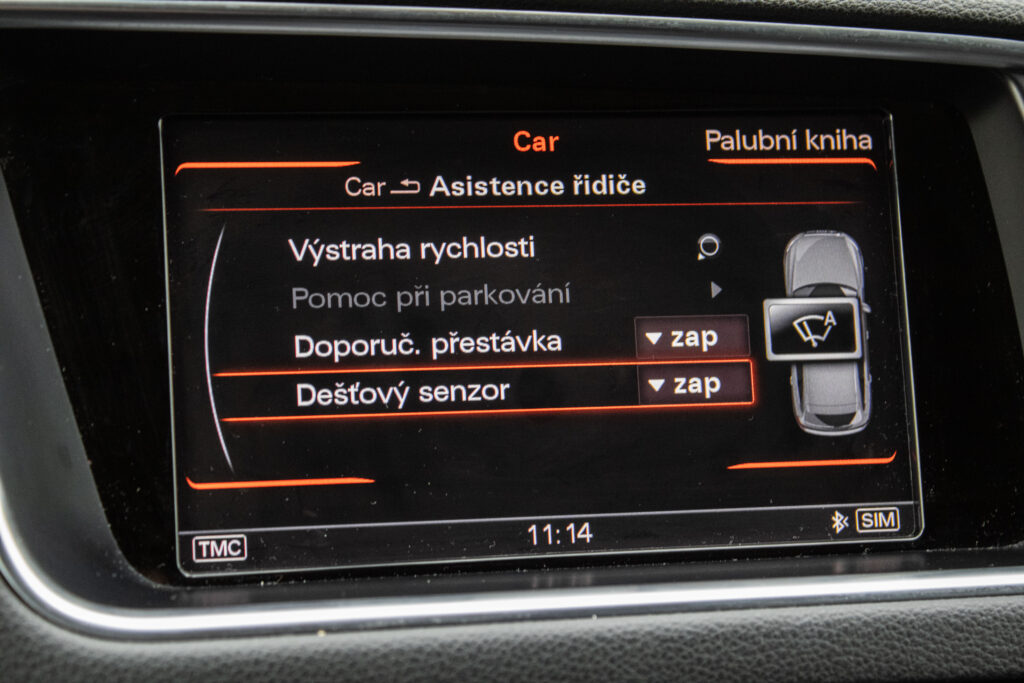 Car
Palubní kniha
Car Asistence řidiče
Výstraha rychlosti
Pomoc při parkování
Doporuč. přestávka zap
Dešťový senzor zap
A
TMC 11:14 SIM